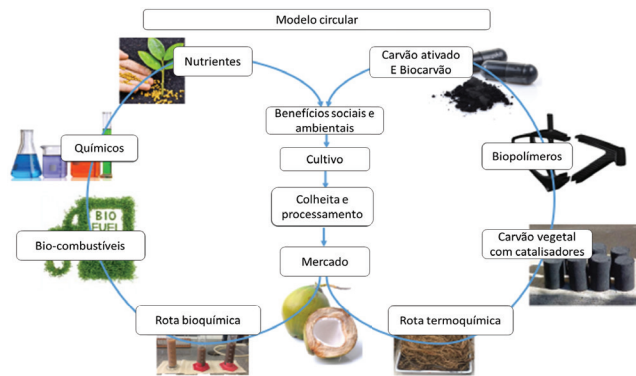 Modelo circular
Nutrientes
Carvão ativado
E Biocarvão
Benefícios sociais e
ambientais
Químicos
Cultivo
Biopolímeros
Colheita e
processamento
BIO
FUEL
Bio-combustíveis
Carvão vegetal
com catalisadores
Mercado
Rota bioquímica
Rota termoquímica